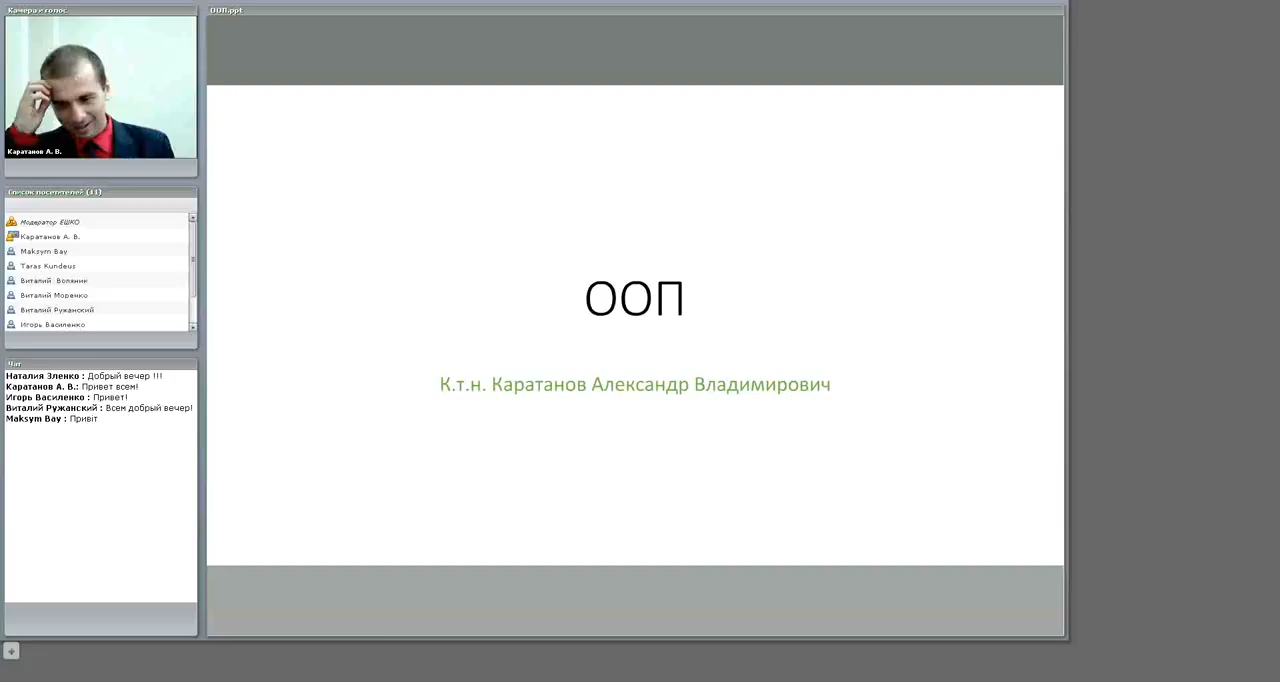 Камера и голос
Каратанов А. В.
Список посетителей (11)
Модератор ЕШКО
Каратанов А. В.
Maksym Bay
Taras Kundeus
Виталий Воляник
Виталий Моренко
Виталий Ружанский
Игорь Василенко
Чат
Наталия Зленко : Добрый вечер !!!
Каратанов А. В.: Привет всем!
Игорь Василенко : Привет!
Виталий Ружанский : Всем добрый вечер!
Maksym Bay : Привіт
ООП.ppt
ООП
К.т.н. Каратанов Александр Владимирович